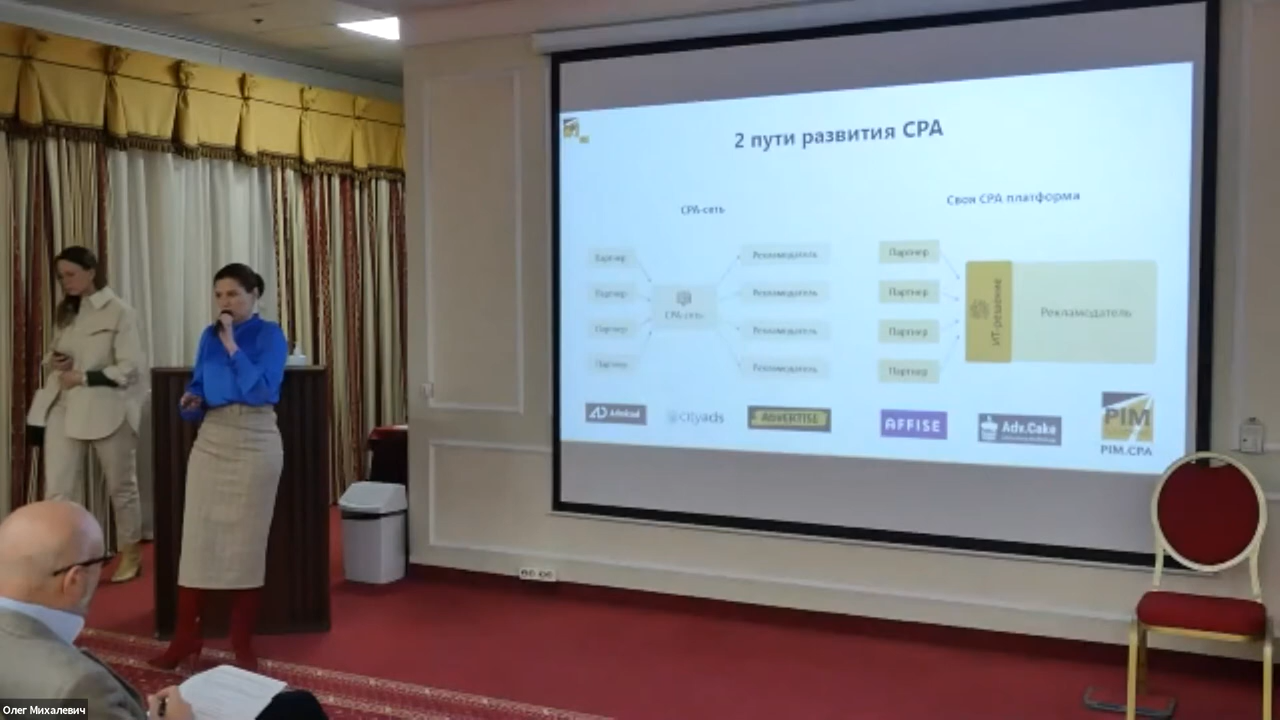 2 пути развития CPA
CPA-сеть
Своя CPA платформа
Партнер
Партнер
Партнер
Партнер
CPA-сеть
Рекламодатель
Рекламодатель
Рекламодатель
Рекламодатель
Партнер
Партнер
Партнер
Партнер
ИТ-решение
Рекламодатель
Admitad
cityads
ADVERTISE
AFFISE
Adv.Cake
PIM
PIM.CPA
Олег Михалевич